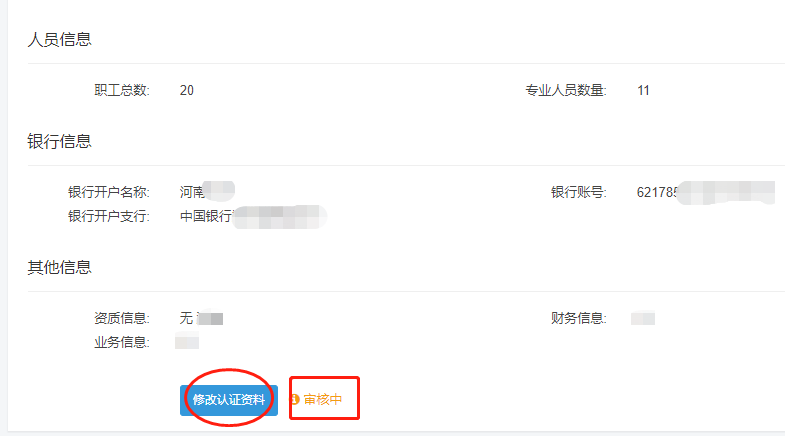 人员信息
职工总数: 20 专业人员数量: 11
银行信息
银行开户名称: 河南 银行账号: 621785
银行开户支行: 中国银行
其他信息
资质信息: 无 财务信息:
业务信息:
修改认证资料 审核中